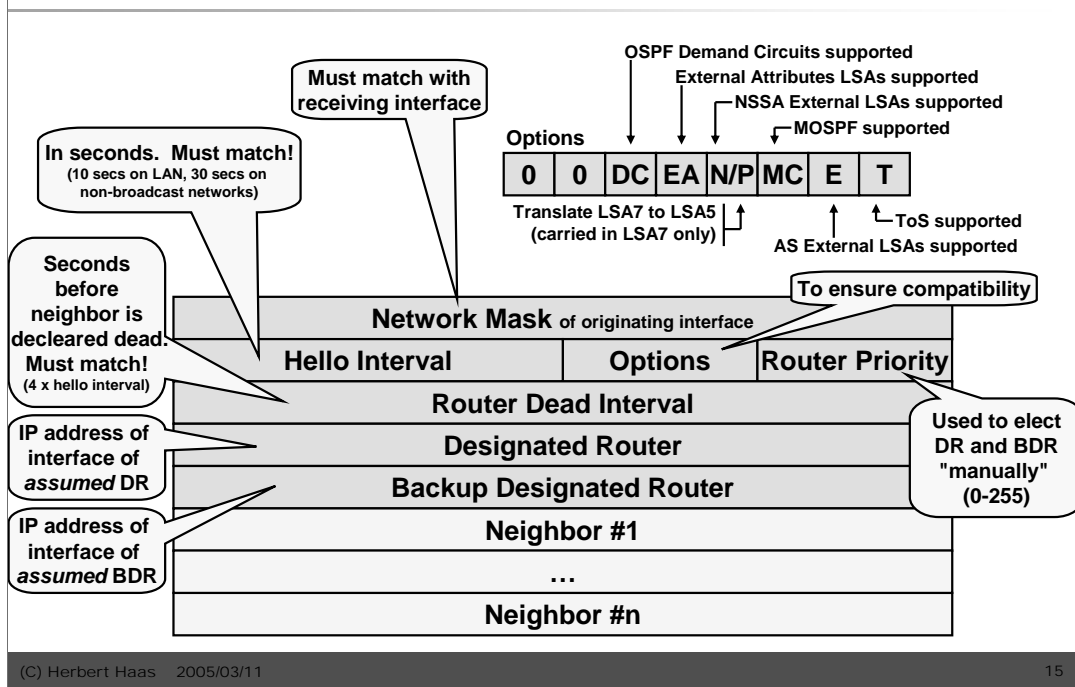 OSPF Demand Circuits supported
External Attributes LSAs supported
NSSA External LSAs supported
MOSPF supported
Must match with
receiving interface
Options
0 0 DC EA N/P MC E T
Translate LSA7 to LSA5
(carried in LSA7 only)
ToS supported
AS External LSAs supported
In seconds. Must match!
(10 secs on LAN, 30 secs on
non-broadcast networks)
Seconds
before
neighbor is
decleared dead.
Must match!
(4 x hello interval)
To ensure compatibility
Network Mask of originating interface
Hello Interval Options Router Priority
Router Dead Interval
Designated Router
Backup Designated Router
Neighbor #1
...
Neighbor #n
IP address of
interface of
assumed DR
IP address of
interface of
assumed BDR
Used to elect
DR and BDR
"manually"
(0-255)
(C) Herbert Haas 2005/03/11 15